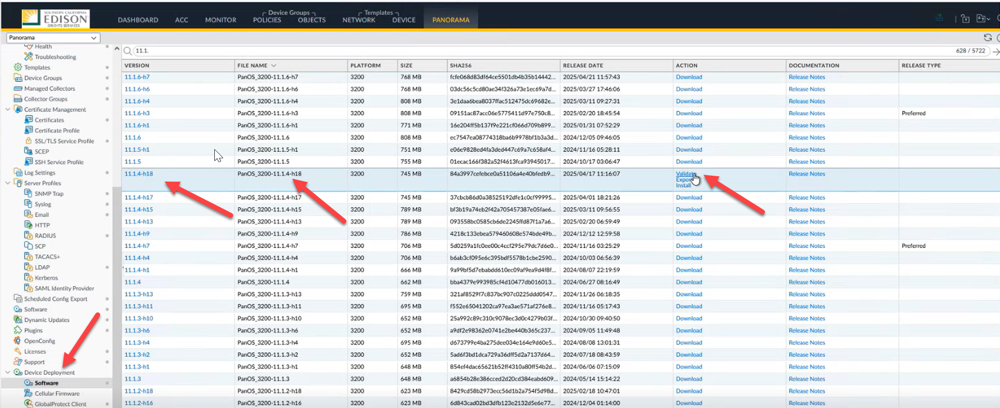 SOUTHERN CALIFORNIA
EDISON
GRID ITS SERVICES
Device Groups
Templates
DASHBOARD ACC MONITOR POLICIES OBJECTS NETWORK DEVICE PANORAMA
Panorama
Health
Troubleshooting
Templates
Device Groups
Managed Collectors
Collector Groups
Certificate Management
Certificates
Certificate Profile
SSL/TLS Service Profile
SCEP
SSH Service Profile
Log Settings
Server Profiles
SNMP Trap
Syslog
Email
HTTP
RADIUS
SCP
TACACS+
LDAP
Kerberos
SAML Identity Provider
Scheduled Config Export
Software
Dynamic Updates
Plugins
OpenConfig
Licenses
Support
Device Deployment
Software
Cellular Firmware
GlobalProtect Client
11.1. 628 / 5722
VERSION FILE NAME PLATFORM SIZE SHA256 RELEASE DATE ACTION DOCUMENTATION RELEASE TYPE
11.1.6-h7 PanOS_3200-11.1.6-h7 3200 768 MB fcfe068d83df64ce5501db4b35b14442... 2025/04/21 11:57:43 Download Release Notes
11.1.6-h6 PanOS_3200-11.1.6-h6 3200 768 MB 03dc56c5cd80ae34f326a73e1ec69a7d... 2025/03/27 17:46:06 Download Release Notes
11.1.6-h4 PanOS_3200-11.1.6-h4 3200 808 MB 3e1daa6bea8037ffac512475dc69682e... 2025/03/11 09:27:31 Download Release Notes
11.1.6-h3 PanOS_3200-11.1.6-h3 3200 808 MB 09151ac87acc06e5775411d97e750c8... 2025/02/20 18:45:54 Download Release Notes Preferred
11.1.6-h1 PanOS_3200-11.1.6-h1 3200 771 MB 16e204ff5b137f9e221cf066d709b899... 2025/01/31 07:52:29 Download Release Notes
11.1.6 PanOS_3200-11.1.6 3200 808 MB ec7547ea08774318ba6b9978bf1b3a3d... 2024/12/05 09:46:05 Download Release Notes
11.1.5-h1 PanOS_3200-11.1.5-h1 3200 751 MB e06e9828ed4fa3ded447c69a7c658af4... 2024/11/16 05:28:11 Download Release Notes
11.1.5 PanOS_3200-11.1.5 3200 755 MB 01ecac166f382a52f4613fca93945017... 2024/10/17 03:06:47 Download Release Notes
11.1.4-h18 PanOS_3200-11.1.4-h18 3200 745 MB 84a3997cefebce0a51106a4e40bfedb9... 2025/04/17 11:16:07 Validate Release Notes
Export
Install
11.1.4-h17 PanOS_3200-11.1.4-h17 3200 745 MB 37cbcb86d0a38525192dfe1c0cf99995... 2025/04/01 18:21:26 Download Release Notes
11.1.4-h15 PanOS_3200-11.1.4-h15 3200 789 MB bf3b19a74eb2f42a705457387e05fae6... 2025/03/11 09:56:55 Download Release Notes
11.1.4-h13 PanOS_3200-11.1.4-h13 3200 789 MB 093558bc0585cb6de2245ffd87f1a7a6... 2025/02/20 06:59:49 Download Release Notes
11.1.4-h9 PanOS_3200-11.1.4-h9 3200 786 MB 4218c133ebea579460608e574bde49b... 2024/12/12 12:59:58 Download Release Notes
11.1.4-h7 PanOS_3200-11.1.4-h7 3200 706 MB 5d0259a1fc0ee00c4ccf295e79dc7d6e0... 2024/11/16 03:25:29 Download Release Notes Preferred
11.1.4-h4 PanOS_3200-11.1.4-h4 3200 706 MB b6ab3cf095e6c395bdf5578b1cbe2590... 2024/10/03 06:56:39 Download Release Notes
11.1.4-h1 PanOS_3200-11.1.4-h1 3200 666 MB 9a99bf5d7ebabdd610ec09af9ea9d4f8f... 2024/08/07 22:19:59 Download Release Notes
11.1.4 PanOS_3200-11.1.4 3200 662 MB bba4379e993985cf4d10477db016013... 2024/06/27 08:16:49 Download Release Notes
11.1.3-h13 PanOS_3200-11.1.3-h13 3200 759 MB 321af8529f7c837bc907c0225ddd0547... 2024/11/26 06:18:35 Download Release Notes
11.1.3-h11 PanOS_3200-11.1.3-h11 3200 695 MB f552e65041202ca97ea3ae571af276e8... 2024/11/16 05:17:43 Download Release Notes
11.1.3-h10 PanOS_3200-11.1.3-h10 3200 652 MB 25a992c89c310c9078ec3d0c4279b03f... 2024/10/30 09:40:50 Download Release Notes
11.1.3-h6 PanOS_3200-11.1.3-h6 3200 652 MB a9df2e98362e0741e2be440b365c237... 2024/09/05 11:49:48 Download Release Notes
11.1.3-h4 PanOS_3200-11.1.3-h4 3200 695 MB d673799e4ba275dee034e164e9d60e5... 2024/08/08 13:01:31 Download Release Notes
11.1.3-h2 PanOS_3200-11.1.3-h2 3200 652 MB 5ad6f3bd1dca729a36dff5d2a7137d64... 2024/07/18 08:43:59 Download Release Notes
11.1.3-h1 PanOS_3200-11.1.3-h1 3200 648 MB 854ef4dac65621b52ff4310a80ff54b2d... 2024/06/06 07:15:09 Download Release Notes
11.1.3 PanOS_3200-11.1.3 3200 648 MB a6854b28e386cced2d20cd384eabd609... 2024/05/14 15:14:22 Download Release Notes
11.1.2-h18 PanOS_3200-11.1.2-h18 3200 623 MB 8429cd58b2973ecc56d1b2a754f5d98d... 2025/02/18 10:47:01 Download Release Notes
11.1.2-h16 PanOS_3200-11.1.2-h16 3200 623 MB 6d843cad02bd3dfb123e2132d5e6e77... 2024/12/04 01:14:00 Download Release Notes